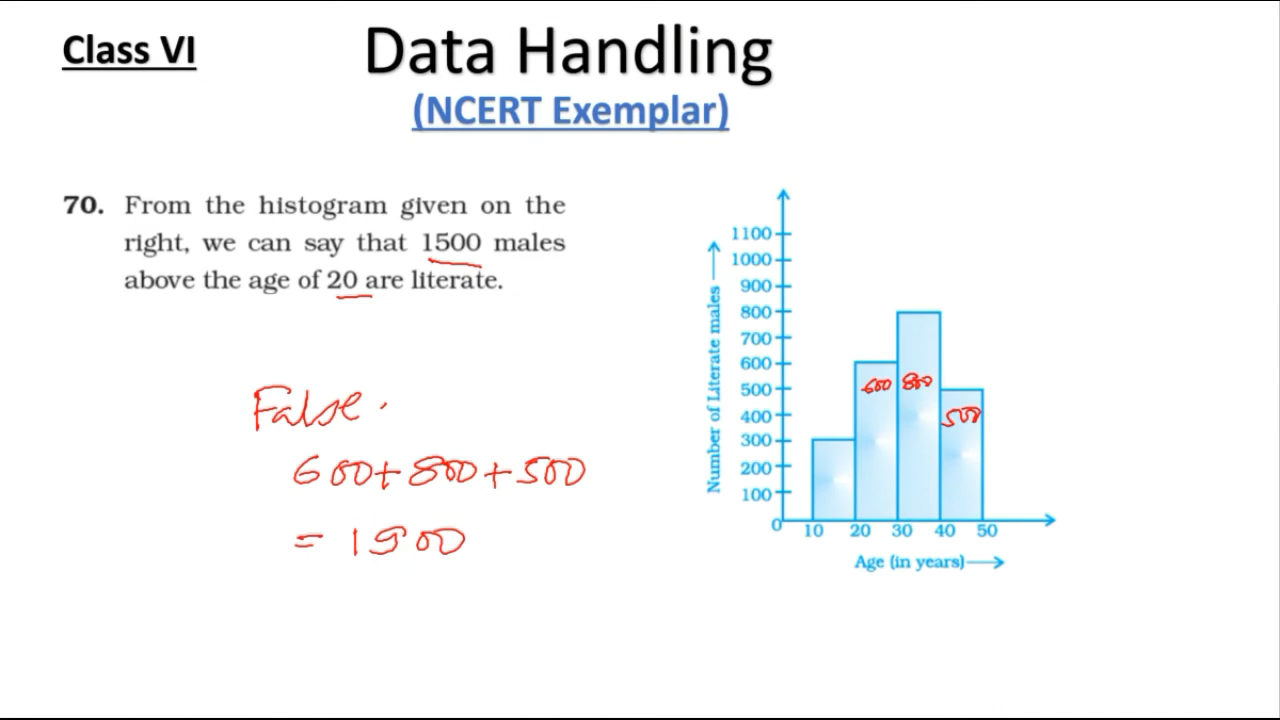 Class VI
Data Handling
(NCERT Exemplar)
70. From the histogram given on the
right, we can say that 1500 males
above the age of 20 are literate.
False.
600+800+500
= 1900
Number of Literate males
1100
1000
900
800
700
600
500
400
300
200
100
0
600
800
500
10 20 30 40 50
Age (in years)